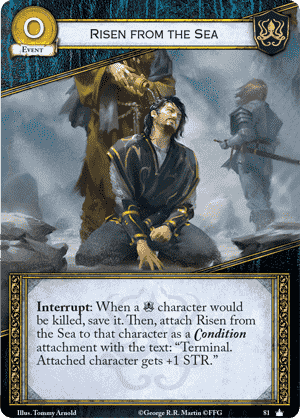 0
RISEN FROM THE SEA
EVENT
Interrupt: When a character would
be killed, save it. Then, attach Risen from
the Sea to that character as a Condition
attachment with the text: “Terminal.
Attached character gets +1 STR.”
Illus. Tommy Arnold ©George R.R. Martin ©FFG 81